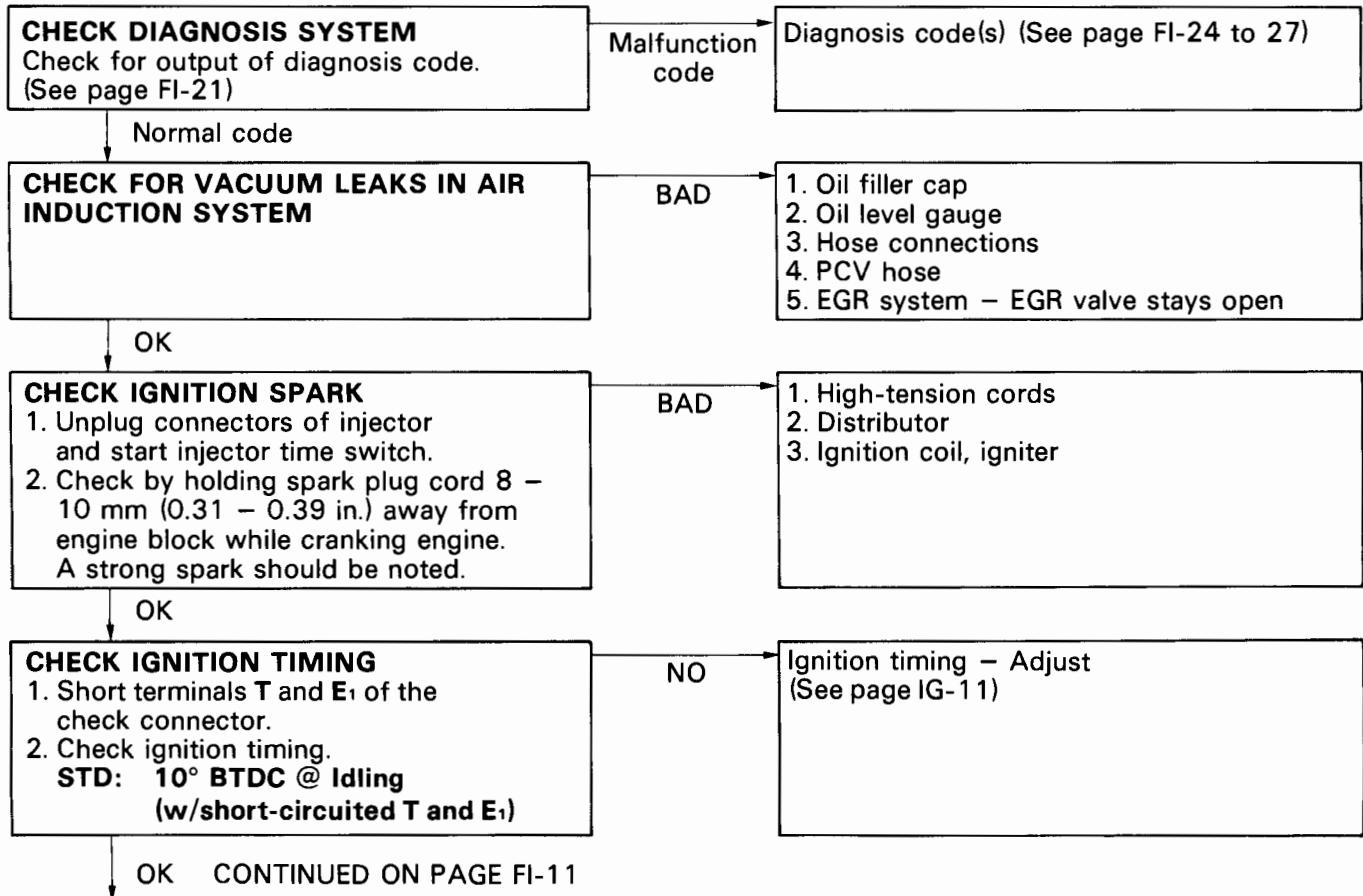 CHECK DIAGNOSIS SYSTEM
Check for output of diagnosis code.
(See page FI-21)
Malfunction
code
Diagnosis code(s) (See page FI-24 to 27)
Normal code
CHECK FOR VACUUM LEAKS IN AIR
INDUCTION SYSTEM
BAD
1. Oil filler cap
2. Oil level gauge
3. Hose connections
4. PCV hose
5. EGR system – EGR valve stays open
OK
CHECK IGNITION SPARK
1. Unplug connectors of injector
and start injector time switch.
2. Check by holding spark plug cord 8 –
10 mm (0.31 – 0.39 in.) away from
engine block while cranking engine.
A strong spark should be noted.
BAD
1. High-tension cords
2. Distributor
3. Ignition coil, igniter
OK
CHECK IGNITION TIMING
1. Short terminals T and E₁ of the
check connector.
2. Check ignition timing.
STD: 10° BTDC @ Idling
(w/short-circuited T and E₁)
NO
Ignition timing – Adjust
(See page IG-11)
OK CONTINUED ON PAGE FI-11